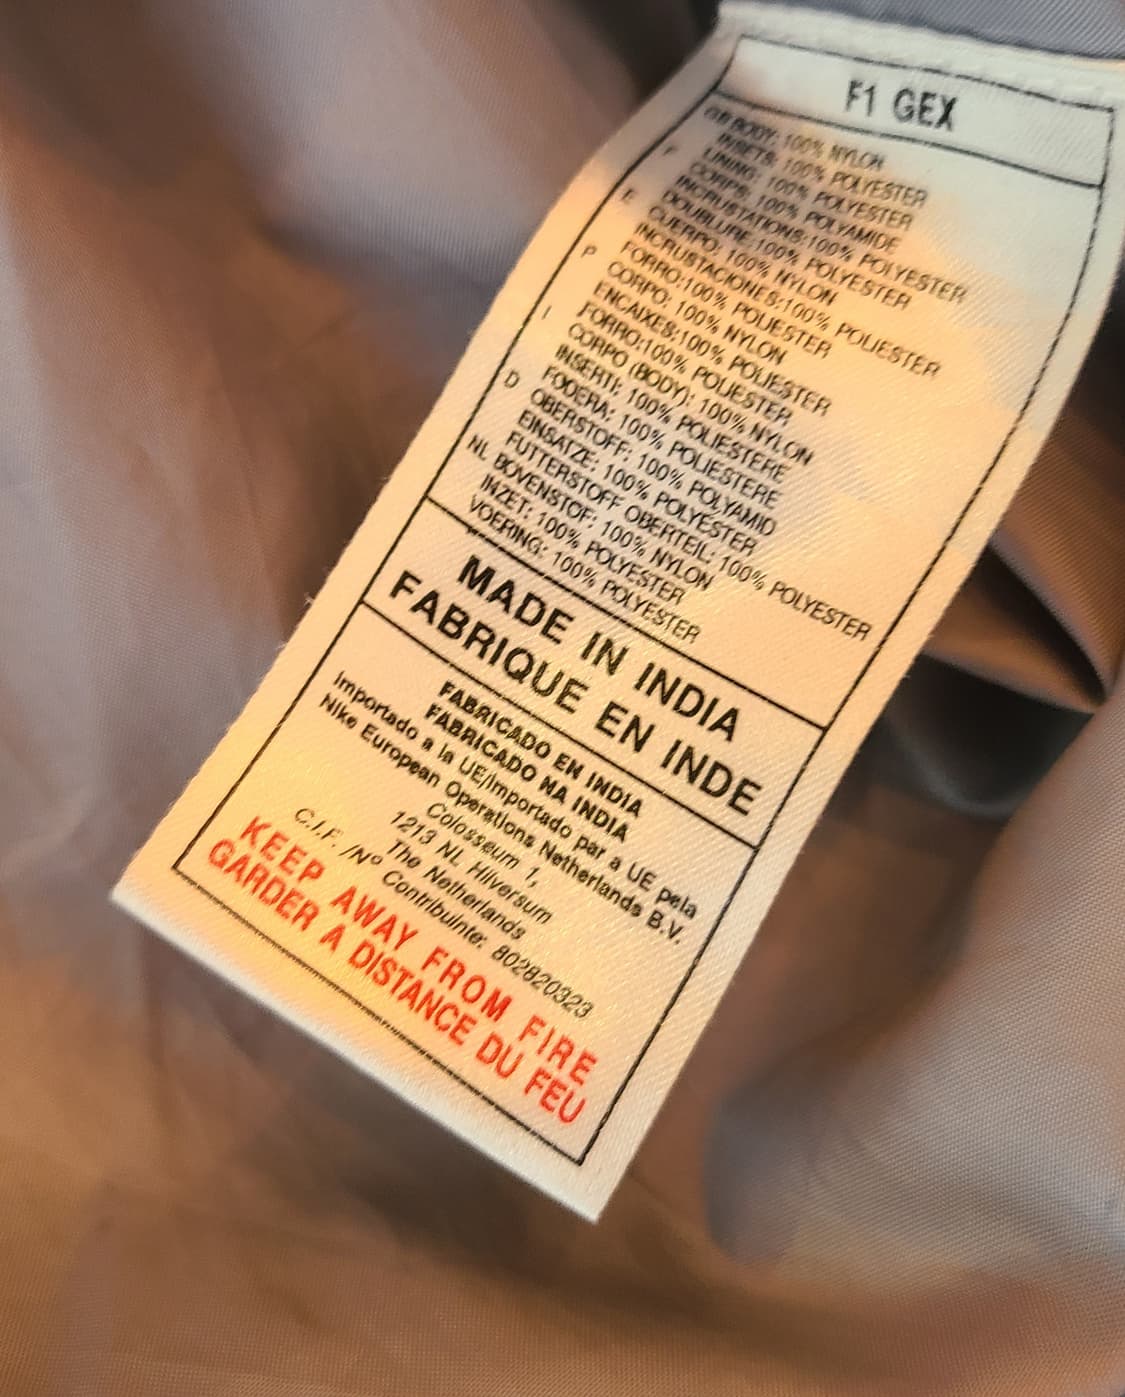 F1 GEX
GB BODY: 100% NYLON
INSETS: 100% POLYESTER
LINING: 100% POLYESTER
F CORPS: 100% POLYAMIDE
INCRUSTATIONS:100% POLYESTER
DOUBLURE:100% POLYESTER
E CUERPO: 100% NYLON
INCRUSTACIONES:100% POLIESTER
FORRO:100% POLIESTER
P CORPO: 100% NYLON
ENCAIXES:100% POLIESTER
FORRO:100% POLIESTER
I CORPO (BODY): 100% NYLON
INSERTI: 100% POLIESTERE
FODERA: 100% POLIESTERE
D OBERSTOFF: 100% POLYAMID
EINSATZE: 100% POLYESTER
FUTTERSTOFF OBERTEIL: 100% POLYESTER
NL BOVENSTOF: 100% NYLON
INZET: 100% POLYESTER
VOERING: 100% POLYESTER
MADE IN INDIA
FABRIQUE EN INDE
FABRICADO EN INDIA
FABRICADO NA INDIA
Importado a la UE/Importado par a UE pela
Nike European Operations Netherlands B.V.
Colosseum 1,
1213 NL Hilversum
The Netherlands
C.I.F. /Nº Contribuinte: 802820323
KEEP AWAY FROM FIRE
GARDER A DISTANCE DU FEU